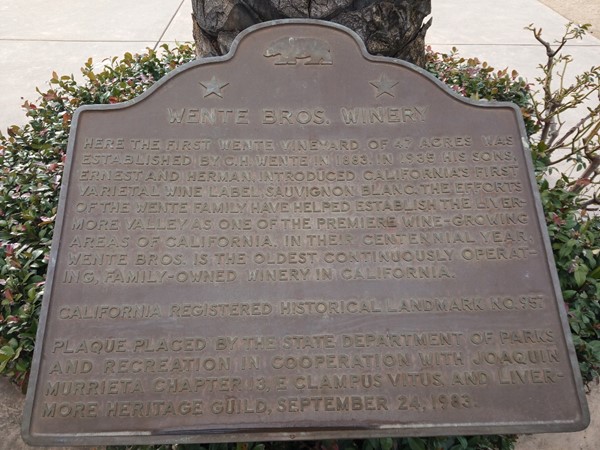 WENTE BROS. WINERY
HERE THE FIRST WENTE VINEYARD OF 47 ACRES WAS
ESTABLISHED BY C.H. WENTE IN 1883. IN 1935, HIS SONS,
ERNEST AND HERMAN, INTRODUCED CALIFORNIA'S FIRST
VARIETAL WINE LABEL, SAUVIGNON BLANC. THE EFFORTS
OF THE WENTE FAMILY HAVE HELPED ESTABLISH THE LIVER-
MORE VALLEY AS ONE OF THE PREMIERE WINE-GROWING
AREAS OF CALIFORNIA. IN THEIR CENTENNIAL YEAR,
WENTE BROS. IS THE OLDEST CONTINUOUSLY OPERAT-
ING, FAMILY-OWNED WINERY IN CALIFORNIA.
CALIFORNIA REGISTERED HISTORICAL LANDMARK NO. 957
PLAQUE PLACED BY THE STATE DEPARTMENT OF PARKS
AND RECREATION IN COOPERATION WITH JOAQUIN
MURRIETA CHAPTER 13, E CLAMPUS VITUS, AND LIVER-
MORE HERITAGE GUILD, SEPTEMBER 24, 1983.